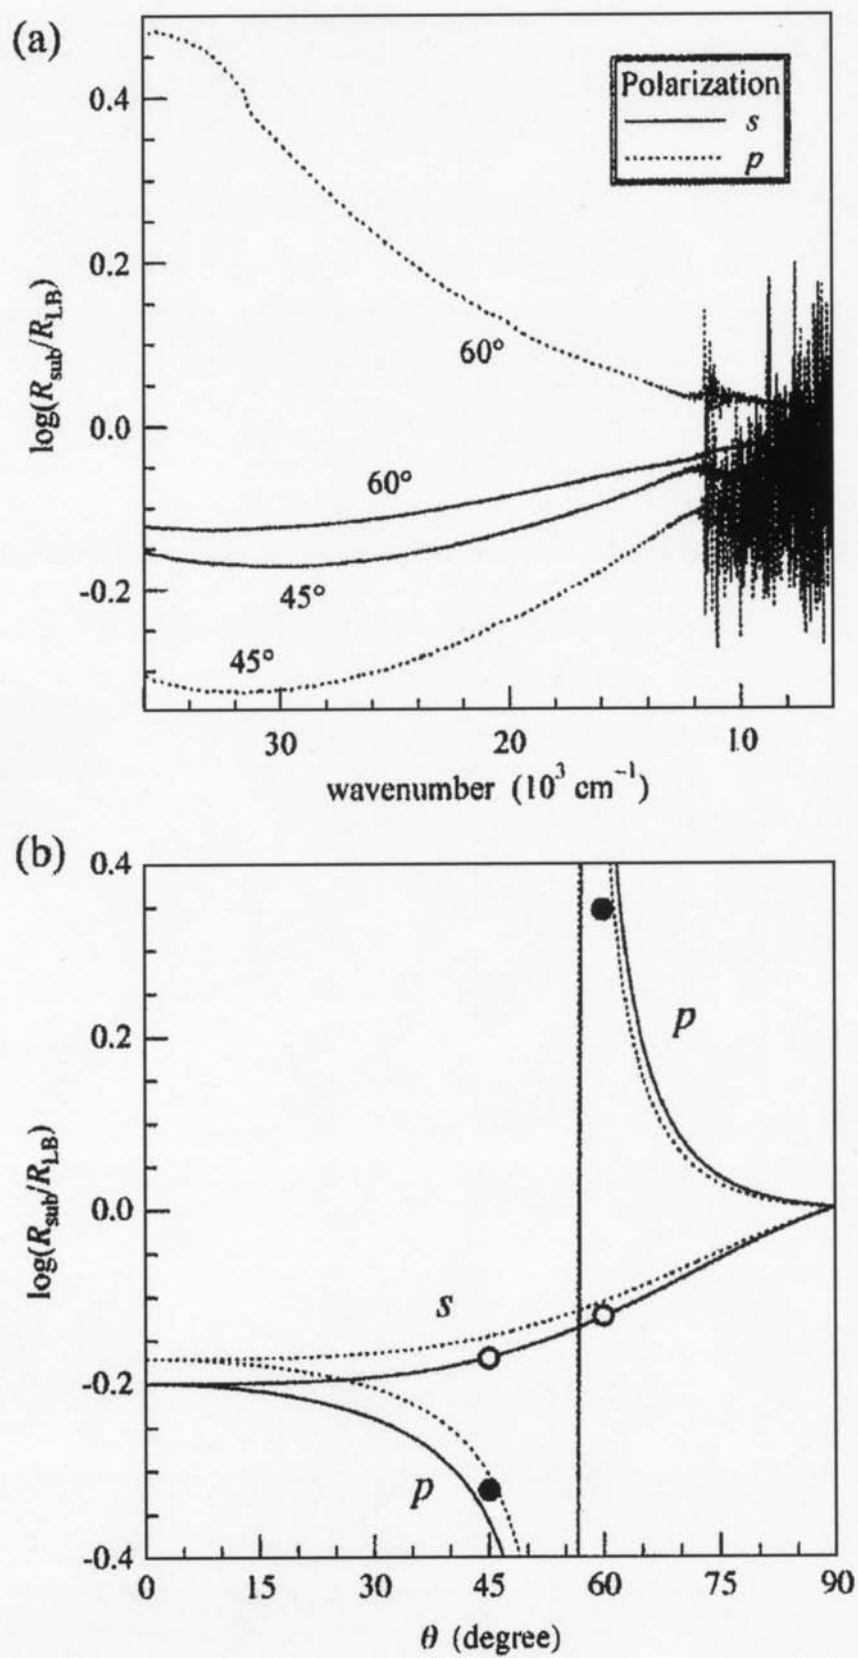 (a)
Polarization
s
p
0.4
0.2
0.0
-0.2
log(R_sub/R_LB)
60°
60°
45°
45°
30
20
10
wavenumber (10³ cm⁻¹)
(b)
0.4
0.2
0.0
-0.2
-0.4
log(R_sub/R_LB)
p
s
p
0
15
30
45
60
75
90
θ (degree)